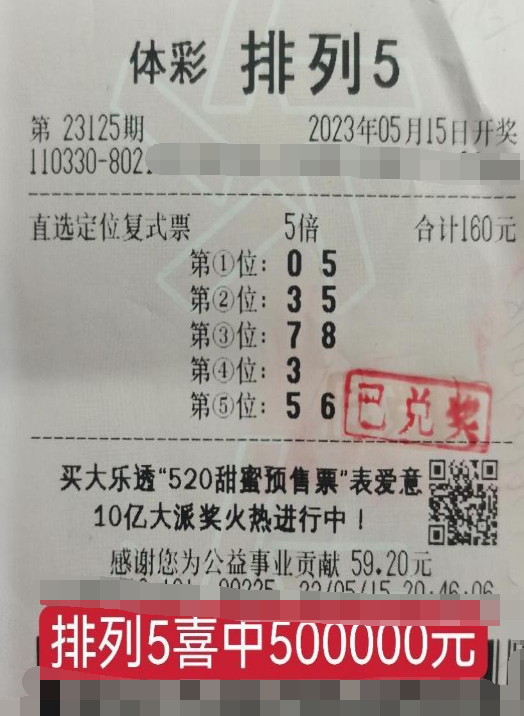 体彩 排列5
第 23125期 2023年05月15日开奖
110330-802
直选定位复式票 5倍 合计160元
第①位: 0 5
第②位: 3 5
第③位: 7 8
第④位: 3
第⑤位: 5 6
已兑奖
买大乐透“520甜蜜预售票”表爱意
10亿大派奖火热进行中！
感谢您为公益事业贡献 59.20元
23/05/15 20:46:06
排列5喜中500000元